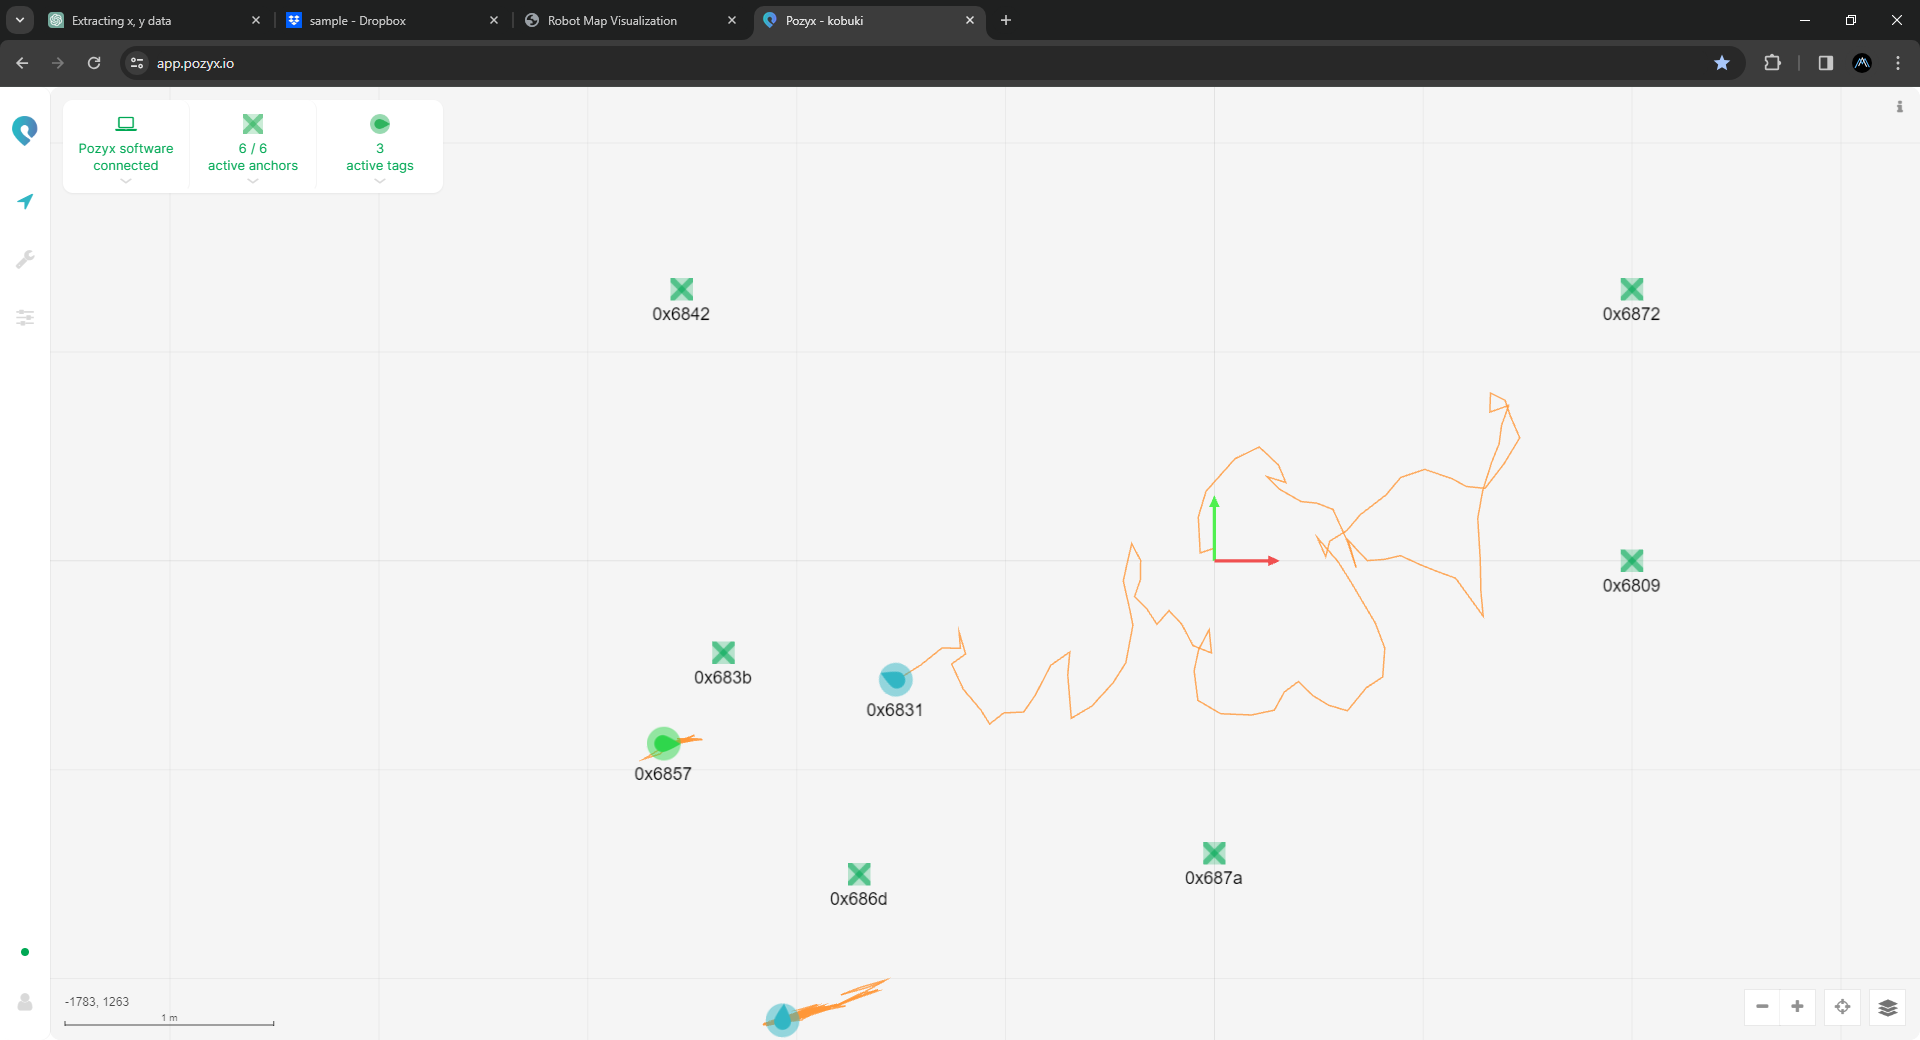 Extracting x, y data
sample - Dropbox
Robot Map Visualization
Pozyx - kobuki
app.pozyx.io
Pozyx software
connected
6 / 6
active anchors
3
active tags
0x6842
0x6872
0x6809
0x683b
0x6831
0x6857
0x687a
0x686d
-1783, 1263
1 m